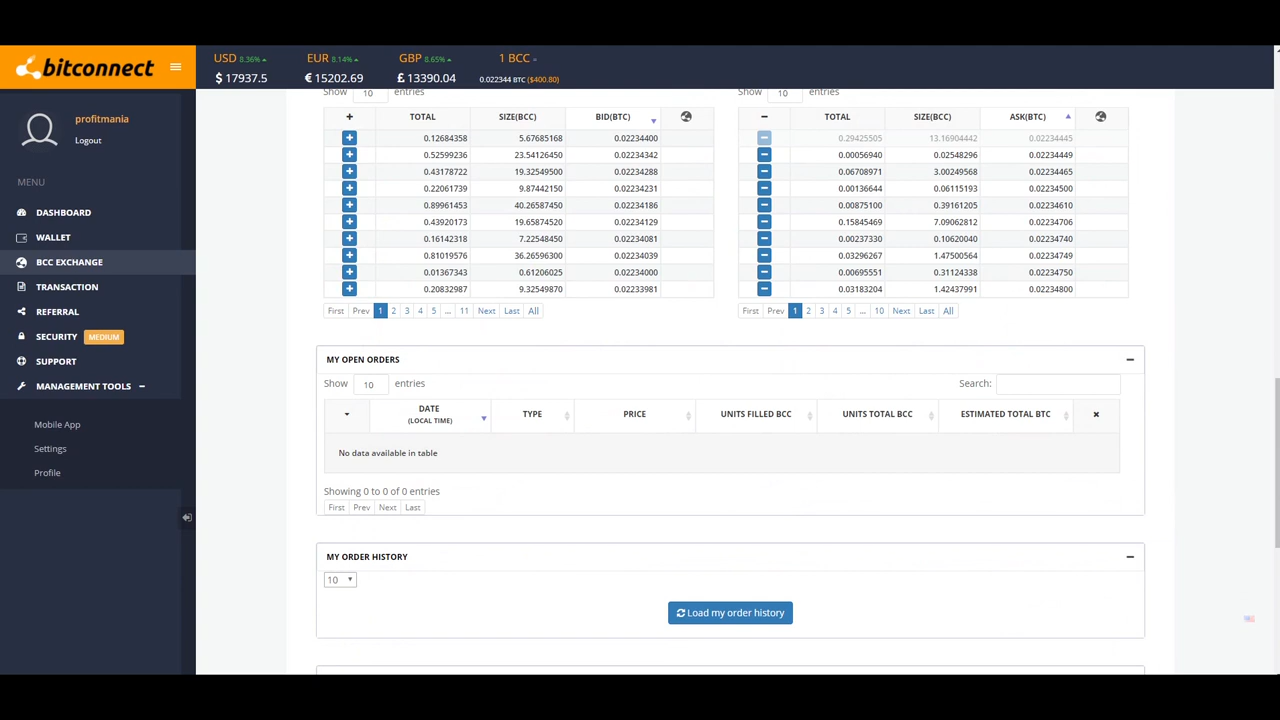 bitconnect
USD 8.36% EUR 8.14% GBP 8.65% 1 BCC =
$ 17937.5 € 15202.69 £ 13390.04 0.022344 BTC ($400.80)
profitmania
Logout
MENU
DASHBOARD
WALLET
BCC EXCHANGE
TRANSACTION
REFERRAL
SECURITY MEDIUM
SUPPORT
MANAGEMENT TOOLS
Mobile App
Settings
Profile
Show 10 entries
+ TOTAL SIZE(BCC) BID(BTC)
0.12684358 5.67685168 0.02234400
0.52599236 23.54126450 0.02234342
0.43178722 19.32549500 0.02234288
0.22061739 9.87442150 0.02234231
0.89961453 40.26587450 0.02234186
0.43920173 19.65874520 0.02234129
0.16142318 7.22548450 0.02234081
0.81019576 36.26596300 0.02234039
0.01367343 0.61206025 0.02234000
0.20832987 9.32549870 0.02233981
First Prev 1 2 3 4 5 ... 11 Next Last All
Show 10 entries
− TOTAL SIZE(BCC) ASK(BTC)
0.29425505 13.16904442 0.02234445
0.00056940 0.02548296 0.02234449
0.06708971 3.00249568 0.02234465
0.00136644 0.06115193 0.02234500
0.00875100 0.39161205 0.02234610
0.15845469 7.09062812 0.02234706
0.00237330 0.10620040 0.02234740
0.03296267 1.47500564 0.02234749
0.00695551 0.31124338 0.02234750
0.03183204 1.42437991 0.02234800
First Prev 1 2 3 4 5 ... 10 Next Last All
MY OPEN ORDERS
Show 10 entries Search:
DATE
(LOCAL TIME) TYPE PRICE UNITS FILLED BCC UNITS TOTAL BCC ESTIMATED TOTAL BTC
No data available in table
Showing 0 to 0 of 0 entries
First Prev Next Last
MY ORDER HISTORY
10
Load my order history